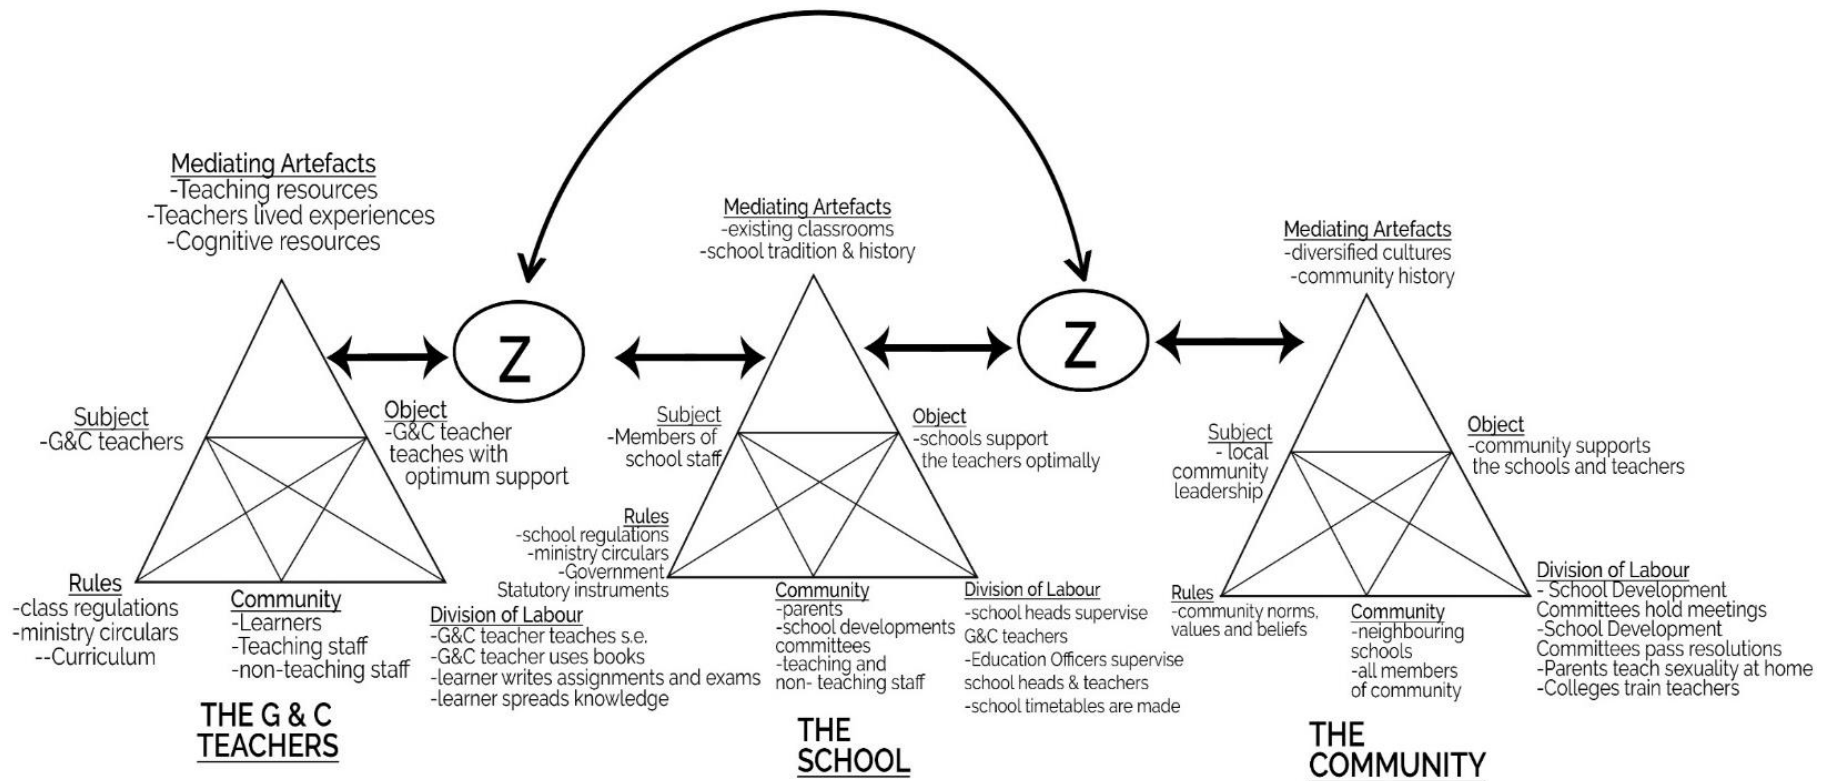 Mediating Artefacts
-Teaching resources
-Teachers lived experiences
-Cognitive resources
Z
Subject
-G&C teachers
Object
-G&C teacher
teaches with
optimum support
Rules
-class regulations
-ministry circulars
--Curriculum
Community
-Learners
-Teaching staff
-non-teaching staff
Division of Labour
-G&C teacher teaches s.e.
-G&C teacher uses books
-learner writes assignments and exams
-learner spreads knowledge
THE G & C
TEACHERS
Mediating Artefacts
-existing classrooms
-school tradition & history
Z
Subject
-Members of
school staff
Object
-schools support
the teachers optimally
Rules
-school regulations
-ministry circulars
-Government
Statutory instruments
Community
-parents
-school developments
committees
-teaching and
non- teaching staff
Division of Labour
-school heads supervise
G&C teachers
-Education Officers supervise
school heads & teachers
-school timetables are made
THE
SCHOOL
Mediating Artefacts
-diversified cultures
-community history
Subject
- local
community
leadership
Object
-community supports
the schools and teachers
Rules
-community norms,
values and beliefs
Community
-neighbouring
schools
-all members
of community
Division of Labour
- School Development
Committees hold meetings
-School Development
Committees pass resolutions
-Parents teach sexuality at home
-Colleges train teachers
THE
COMMUNITY